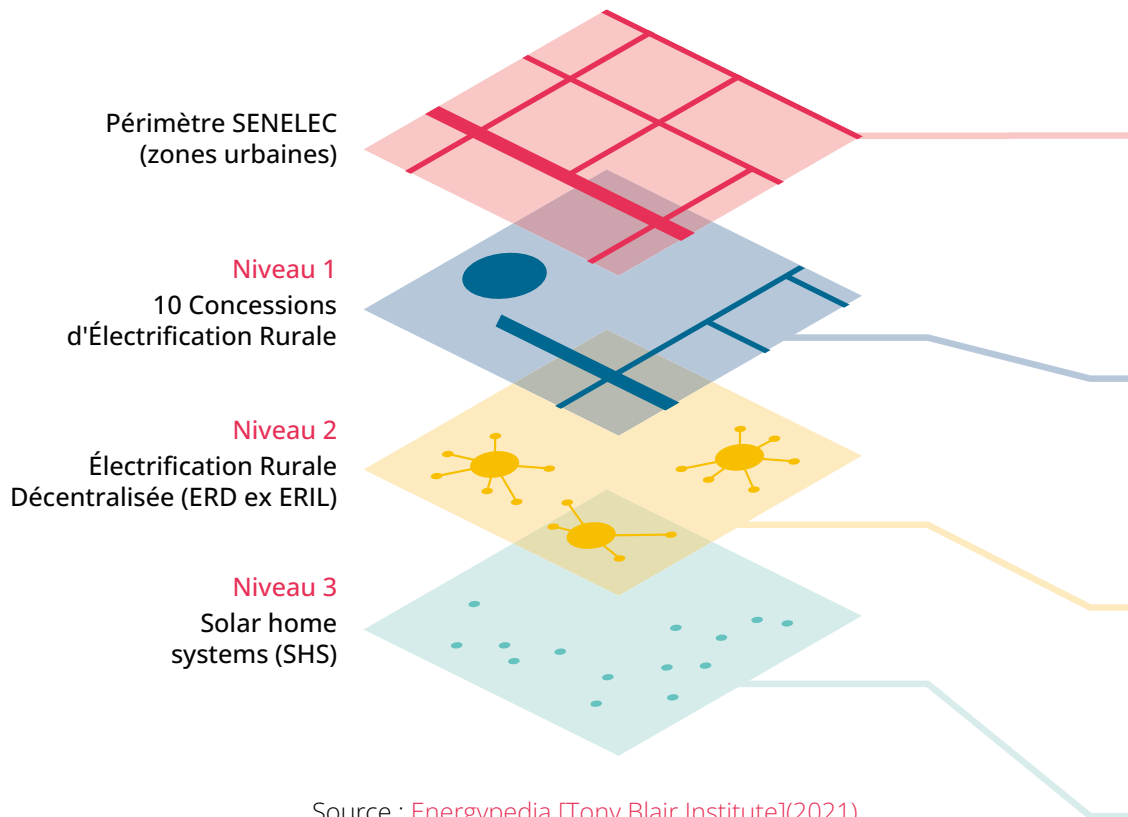 Périmètre SENELEC
(zones urbaines)
Niveau 1
10 Concessions
d'Électrification Rurale
Niveau 2
Électrification Rurale
Décentralisée (ERD ex ERIL)
Niveau 3
Solar home
systems (SHS)
Source : Energypedia [Tony Blair Institute](2021)